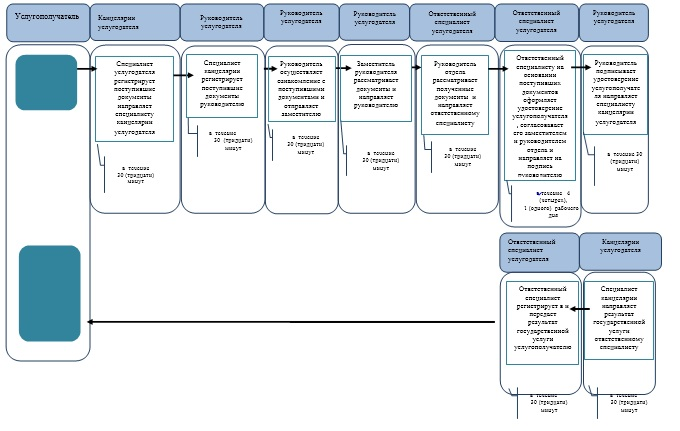 Услугополучатель
Канцелярии
услугодателя
Руководитель
услугодателя
Руководитель
услугодателя
Руководитель
услугодателя
Ответственный
специалист
услугодателя
Ответственный
специалист
услугодателя
Руководитель
услугодателя
Специалист
услугодателя
регистрирует
поступившие
документы
направляет
специалисту
канцелярии
услугодателя
в течение
30 (тридцати)
минут
Специалист
канцелярии
регистрирует
поступившие
документы
руководителю
в течение
30 (тридцати)
минут
Руководитель
осуществляет
ознакомление с
поступившими
документами и
отправляет
заместителю
в течение
30 (тридцати)
минут
Заместитель
руководителя
рассматривает
документы и
направляет
руководителю
в течение
30 (тридцати)
минут
Руководитель
отдела
рассматривает
полученные
документы и
направляет
ответственному
специалисту
в течение
30 (тридцати)
минут
Ответственный
специалисту на
основании
поступивших
документов
оформляет
удостоверение
услугополучателя
, согласовывает
его заместителем
и руководителем
отдела и
направляет на
подпись
руководителю
в течение 4
(четырех),
1 (одного) рабочего
дня
Руководитель
подписывает
удостоверение
услугополучате
ля направляет
специалисту
канцелярии
услугодателя
в течение
30 (тридцати)
минут
Ответственный
специалист
услугодателя
Канцелярии
услугодателя
Ответственный
специалист
регистрирует в и
передает
результат
государственной
услуги
услугополучателю
Специалист
канцелярии
направляет
результат
государственной
услуги
ответственному
специалисту
в течение
30 (тридцати)
минут
в течение
30 (тридцати)
минут